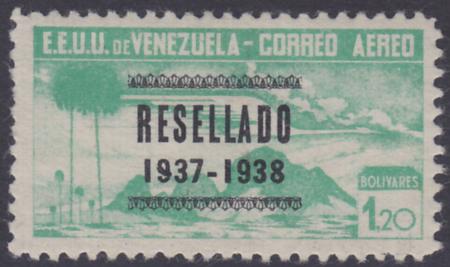 E.E.U.U. DE VENEZUELA - CORREO AEREO
RESELLADO
1937-1938
BOLIVARES
1,20